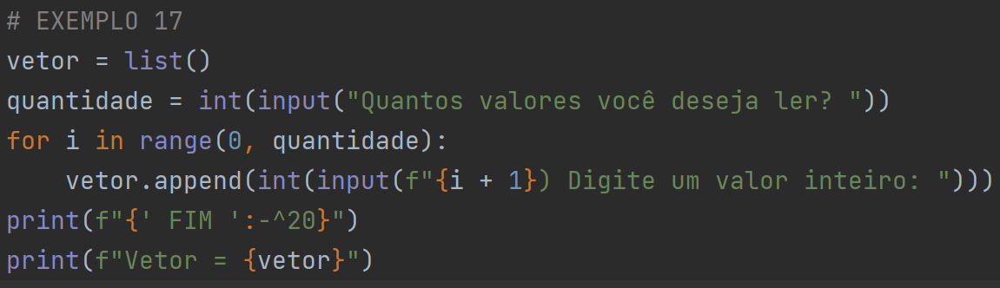 # EXEMPLO 17
vetor = list()
quantidade = int(input("Quantos valores você deseja ler? "))
for i in range(0, quantidade):
    vetor.append(int(input(f"{i + 1}) Digite um valor inteiro: ")))
print(f"{' FIM ':-^20}")
print(f"Vetor = {vetor}")